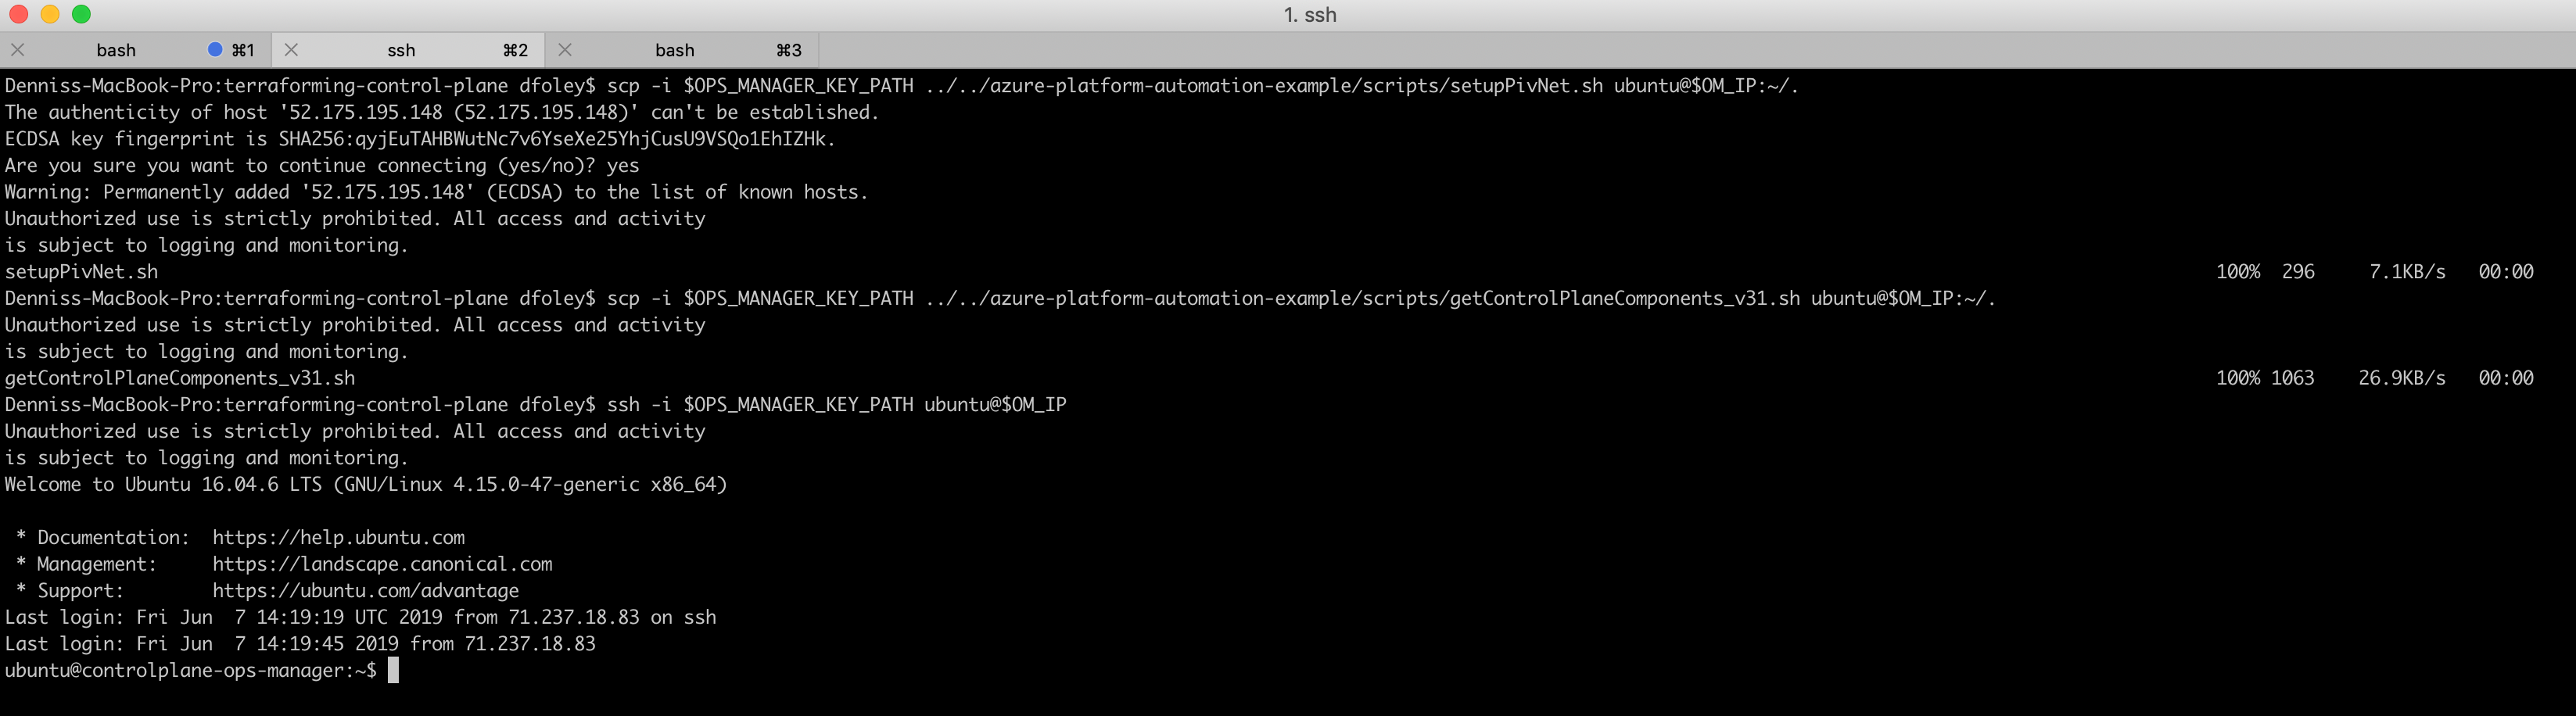 1. ssh
bash ⌘1 ssh ⌘2 bash ⌘3
Denniss-MacBook-Pro:terraforming-control-plane dfoley$ scp -i $OPS_MANAGER_KEY_PATH ../../azure-platform-automation-example/scripts/setupPivNet.sh ubuntu@$OM_IP:~/.
The authenticity of host '52.175.195.148 (52.175.195.148)' can't be established.
ECDSA key fingerprint is SHA256:qyjEuTAHBWutNc7v6YseXe25YhjCusU9VSQo1EhIZHk.
Are you sure you want to continue connecting (yes/no)? yes
Warning: Permanently added '52.175.195.148' (ECDSA) to the list of known hosts.
Unauthorized use is strictly prohibited. All access and activity
is subject to logging and monitoring.
setupPivNet.sh 100% 296 7.1KB/s 00:00
Denniss-MacBook-Pro:terraforming-control-plane dfoley$ scp -i $OPS_MANAGER_KEY_PATH ../../azure-platform-automation-example/scripts/getControlPlaneComponents_v31.sh ubuntu@$OM_IP:~/.
Unauthorized use is strictly prohibited. All access and activity
is subject to logging and monitoring.
getControlPlaneComponents_v31.sh 100% 1063 26.9KB/s 00:00
Denniss-MacBook-Pro:terraforming-control-plane dfoley$ ssh -i $OPS_MANAGER_KEY_PATH ubuntu@$OM_IP
Unauthorized use is strictly prohibited. All access and activity
is subject to logging and monitoring.
Welcome to Ubuntu 16.04.6 LTS (GNU/Linux 4.15.0-47-generic x86_64)
* Documentation: https://help.ubuntu.com
* Management: https://landscape.canonical.com
* Support: https://ubuntu.com/advantage
Last login: Fri Jun 7 14:19:19 UTC 2019 from 71.237.18.83 on ssh
Last login: Fri Jun 7 14:19:45 2019 from 71.237.18.83
ubuntu@controlplane-ops-manager:~$